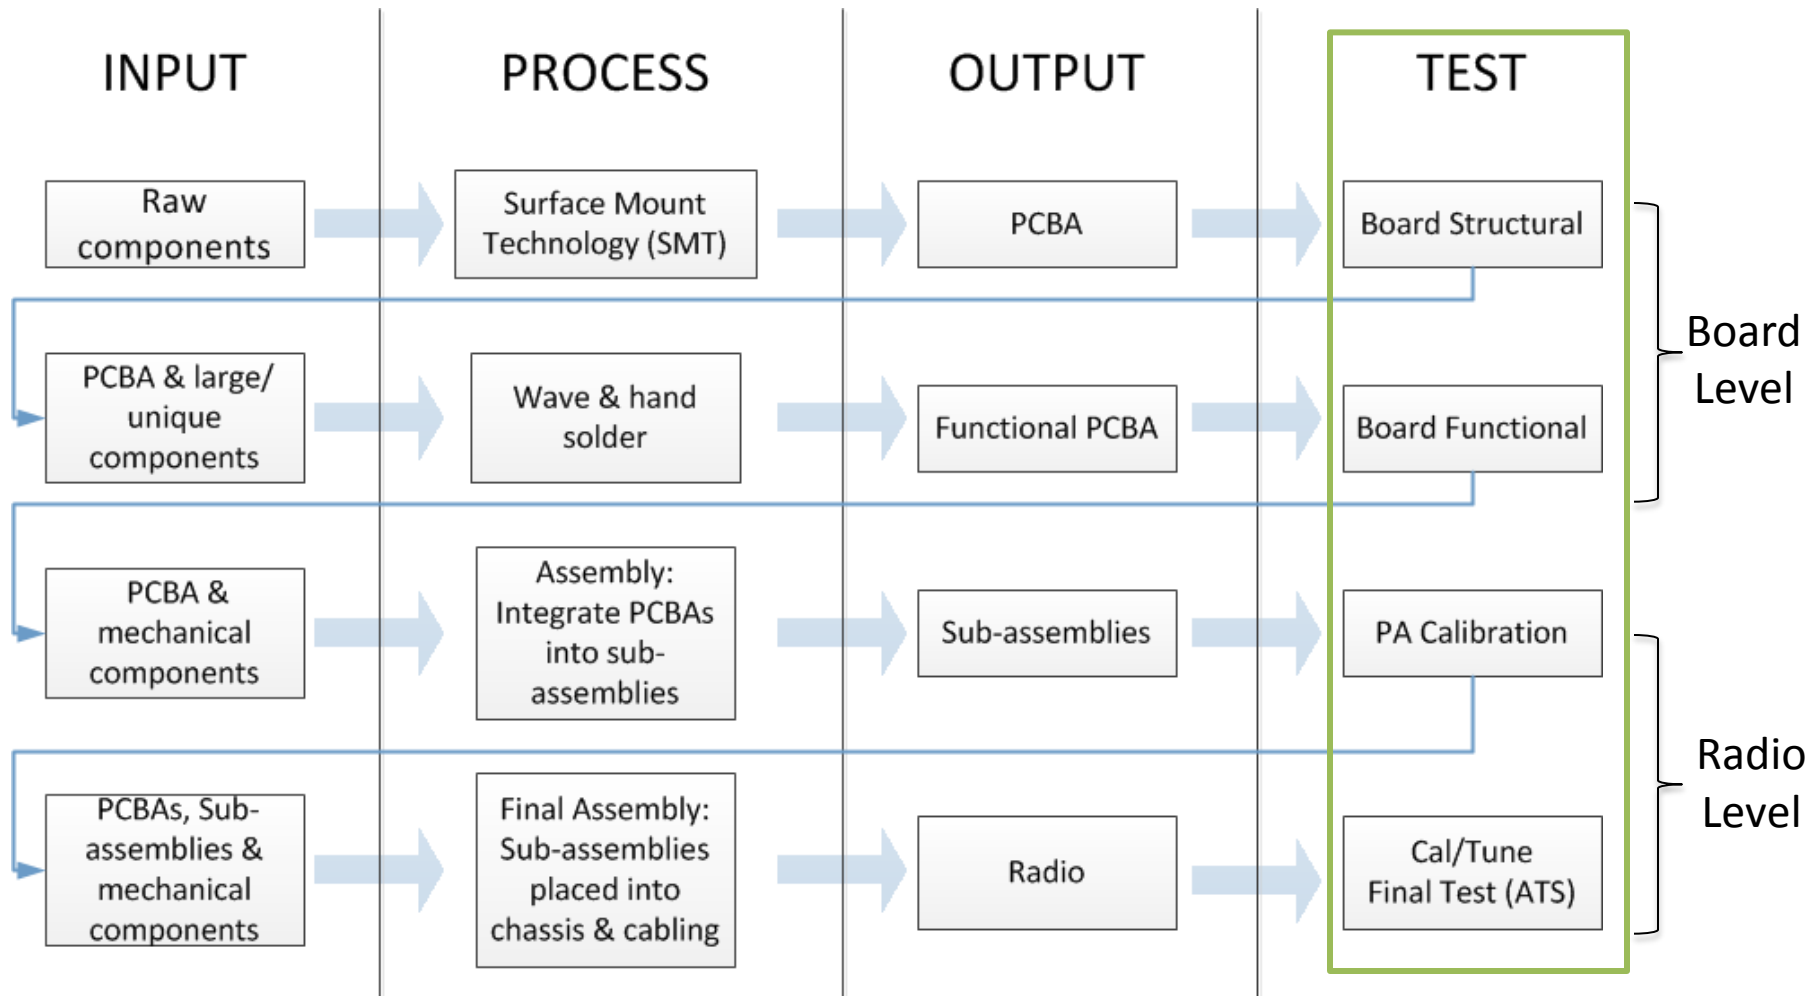 INPUT
PROCESS
OUTPUT
TEST
Raw
components
Surface Mount
Technology (SMT)
PCBA
Board Structural
PCBA & large/
unique
components
Wave & hand
solder
Functional PCBA
Board Functional
Board
Level
PCBA &
mechanical
components
Assembly:
Integrate PCBAs
into sub-
assemblies
Sub-assemblies
PA Calibration
PCBAs, Sub-
assemblies &
mechanical
components
Final Assembly:
Sub-assemblies
placed into
chassis & cabling
Radio
Cal/Tune
Final Test (ATS)
Radio
Level